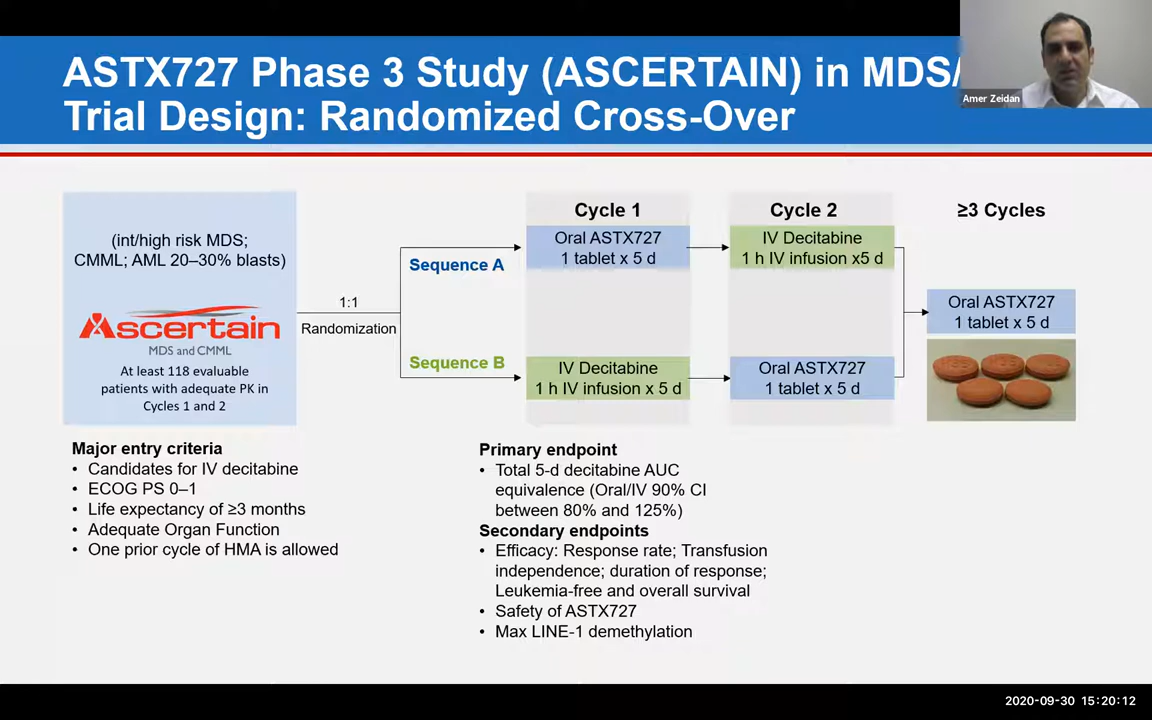 ASTX727 Phase 3 Study (ASCERTAIN) in MDS/
Trial Design: Randomized Cross-Over
Amer Zeidan
(int/high risk MDS;
CMML; AML 20–30% blasts)
Ascertain
MDS and CMML
At least 118 evaluable
patients with adequate PK in
Cycles 1 and 2
1:1
Randomization
Sequence A
Sequence B
Cycle 1
Oral ASTX727
1 tablet x 5 d
IV Decitabine
1 h IV infusion x 5 d
Cycle 2
IV Decitabine
1 h IV infusion x5 d
Oral ASTX727
1 tablet x 5 d
≥3 Cycles
Oral ASTX727
1 tablet x 5 d
Major entry criteria
• Candidates for IV decitabine
• ECOG PS 0–1
• Life expectancy of ≥3 months
• Adequate Organ Function
• One prior cycle of HMA is allowed
Primary endpoint
• Total 5-d decitabine AUC
equivalence (Oral/IV 90% CI
between 80% and 125%)
Secondary endpoints
• Efficacy: Response rate; Transfusion
independence; duration of response;
Leukemia-free and overall survival
• Safety of ASTX727
• Max LINE-1 demethylation
2020-09-30 15:20:12